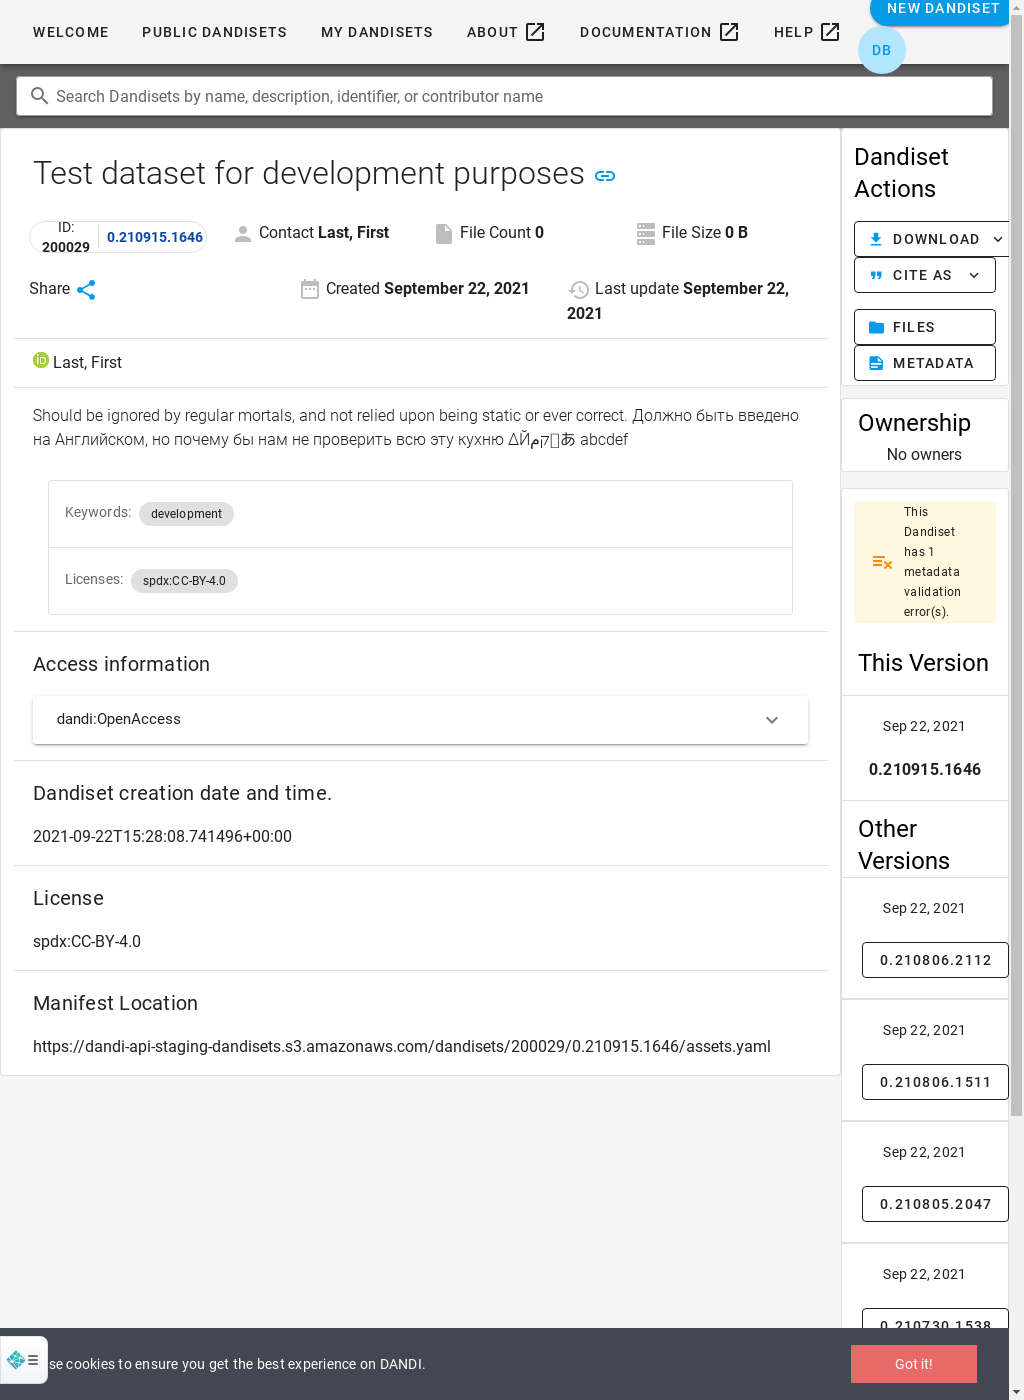 WELCOME
PUBLIC DANDISETS
MY DANDISETS
ABOUT
DOCUMENTATION
HELP
NEW DANDISET
DB
Search Dandisets by name, description, identifier, or contributor name
Test dataset for development purposes
ID:
200029
0.210915.1646
Contact Last, First
File Count 0
File Size 0 B
Share
Created September 22, 2021
Last update September 22,
2021
Last, First
Should be ignored by regular mortals, and not relied upon being static or ever correct. Должно быть введено
на Английском, но почему бы нам не проверить всю эту кухню ΔЙקم あ abcdef
Keywords:
development
Licenses:
spdx:CC-BY-4.0
Access information
dandi:OpenAccess
Dandiset creation date and time.
2021-09-22T15:28:08.741496+00:00
License
spdx:CC-BY-4.0
Manifest Location
https://dandi-api-staging-dandisets.s3.amazonaws.com/dandisets/200029/0.210915.1646/assets.yaml
Dandiset
Actions
DOWNLOAD
CITE AS
FILES
METADATA
Ownership
No owners
This
Dandiset
has 1
metadata
validation
error(s).
This Version
Sep 22, 2021
0.210915.1646
Other
Versions
Sep 22, 2021
0.210806.2112
Sep 22, 2021
0.210806.1511
Sep 22, 2021
0.210805.2047
Sep 22, 2021
0.210730.1538
cookies to ensure you get the best experience on DANDI.
Got it!